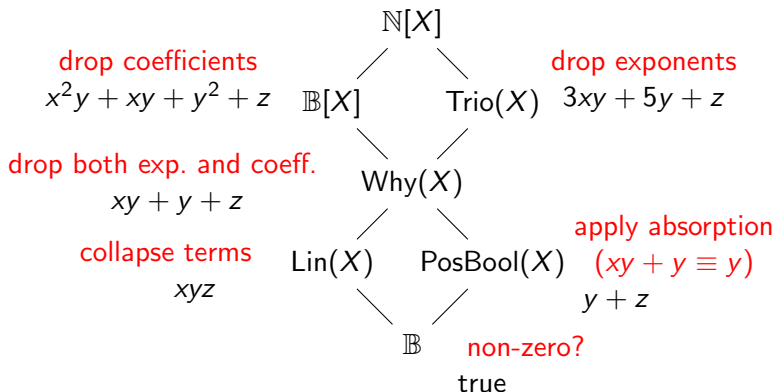 ℕ[X]
drop coefficients
x²y + xy + y² + z
𝔹[X]
Trio(X)
drop exponents
3xy + 5y + z
drop both exp. and coeff.
xy + y + z
Why(X)
collapse terms
xyz
Lin(X)
PosBool(X)
apply absorption
(xy + y ≡ y)
y + z
𝔹
non-zero?
true